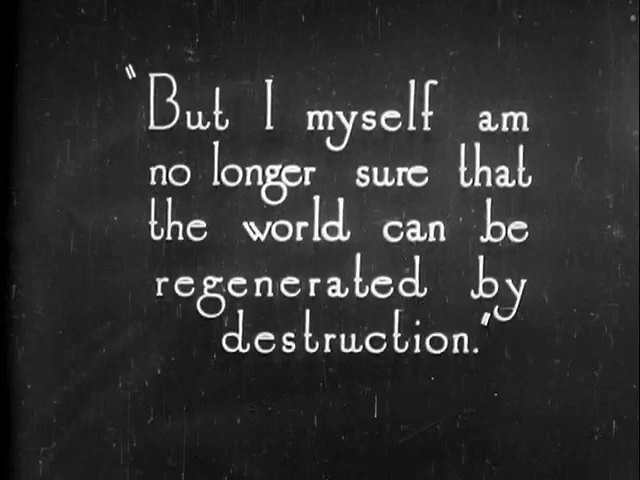 "But I myself am
no longer sure that
the world can be
regenerated by
destruction."